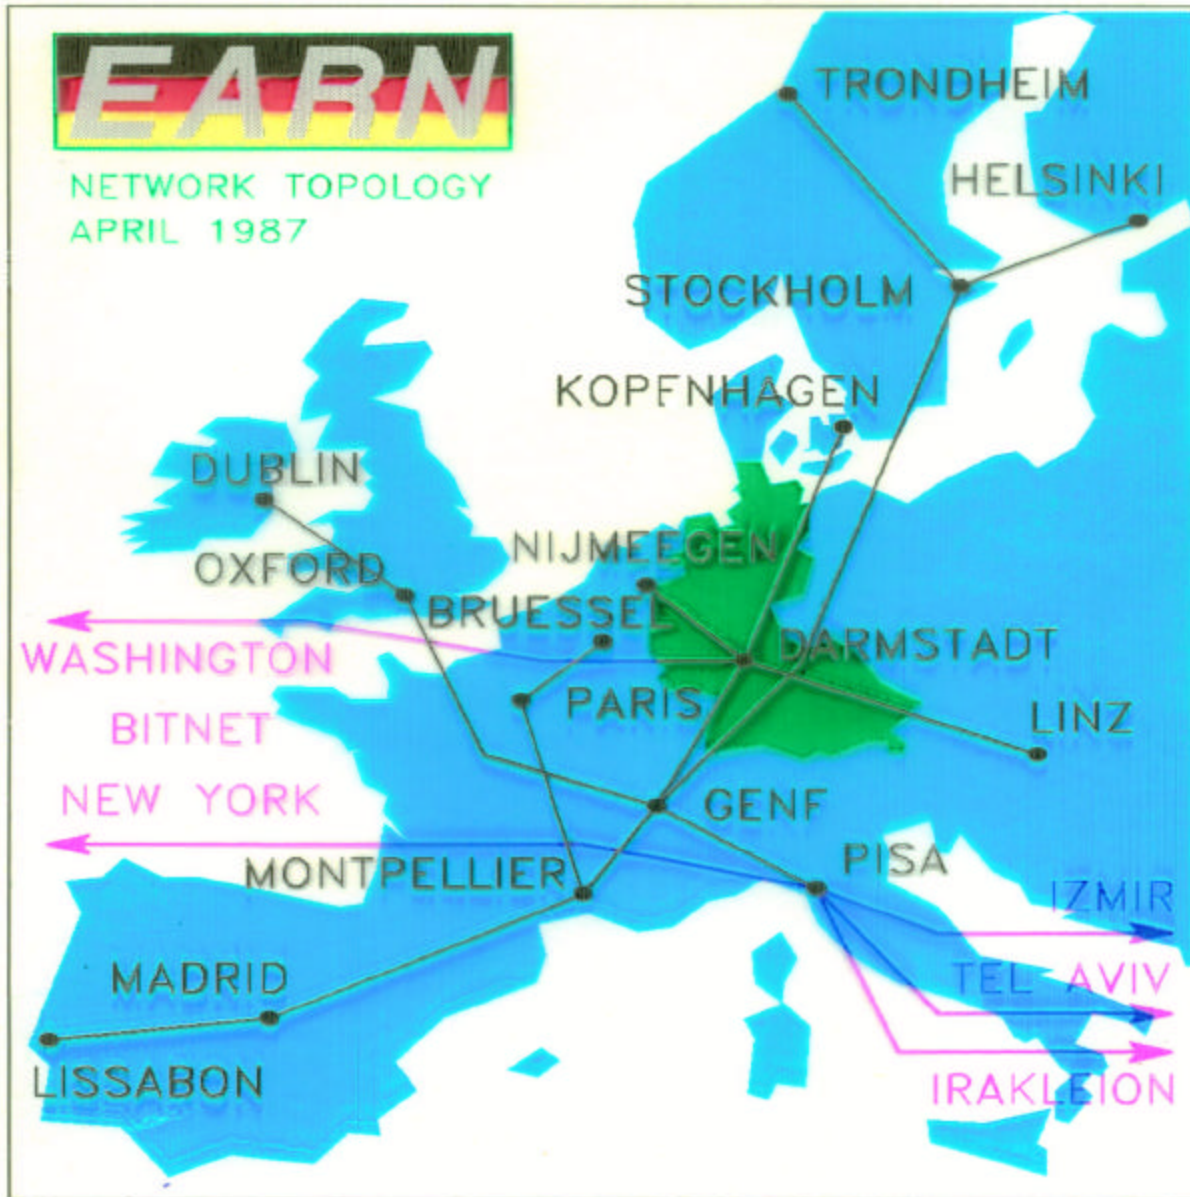 EARN
NETWORK TOPOLOGY
APRIL 1987
TRONDHEIM
HELSINKI
STOCKHOLM
KOPENHAGEN
DUBLIN
NIJMEEGEN
OXFORD
BRUESSEL
DARMSTADT
WASHINGTON
PARIS
LINZ
BITNET
NEW YORK
GENF
MONTPELLIER
PISA
IZMIR
MADRID
TEL AVIV
LISSABON
IRAKLEION